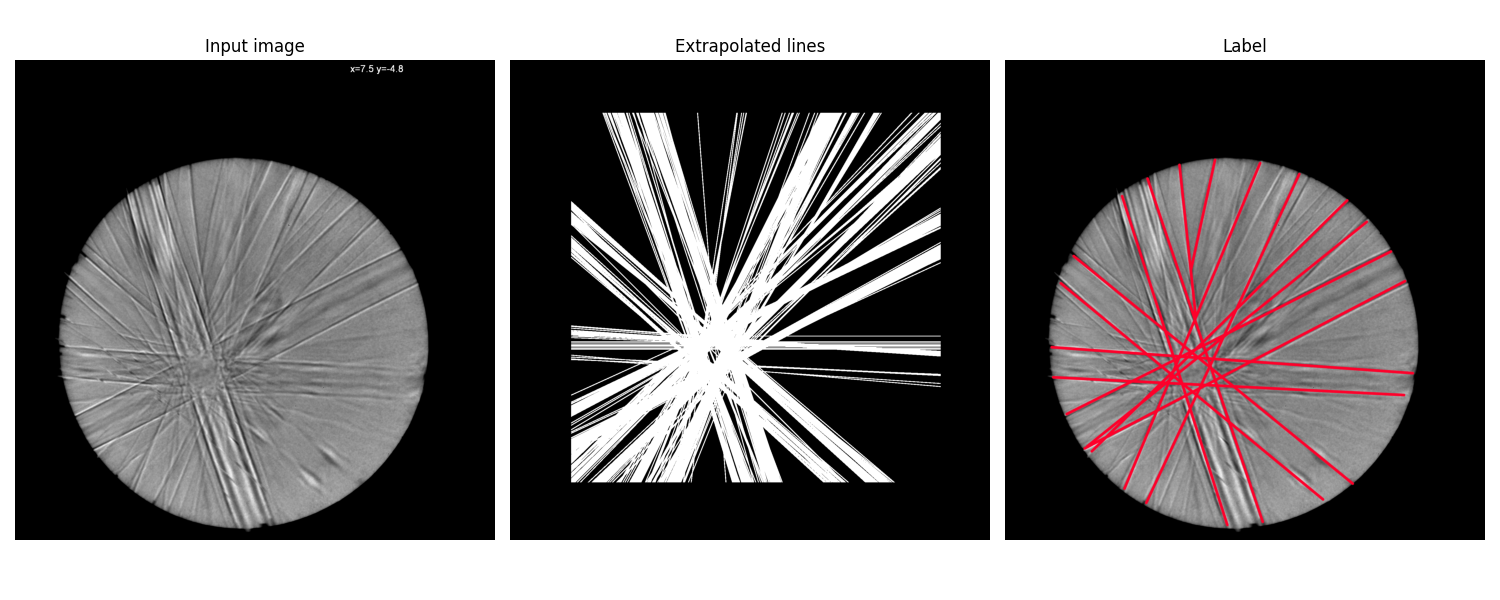 Input image
Extrapolated lines
Label
x=7.5 y=-4.8